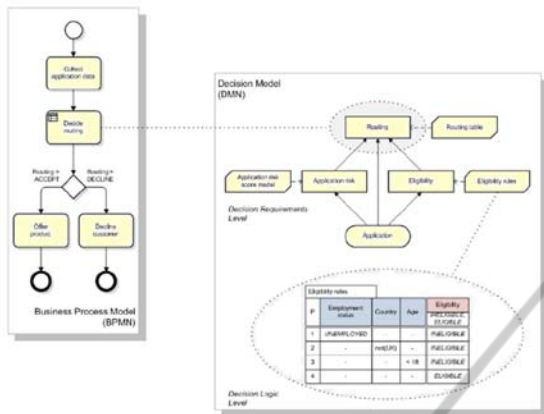 Collect
application data
Decide
routing
Routing =
ACCEPT
Routing =
DECLINE
Offer
product
Decline
customer
Business Process Model
(BPMN)
Decision Model
(DMN)
Routing
Routing table
Application risk
score model
Application risk
Eligibility
Eligibility rules
Decision Requirements
Level
Application
Eligibility rules
P
Employment
status
Country
Age
Eligibility
INELIGIBLE,
ELIGIBLE
1 UNEMPLOYED - - INELIGIBLE
2 - not(UK) - INELIGIBLE
3 - - < 18 INELIGIBLE
4 - - - ELIGIBLE
Decision Logic
Level